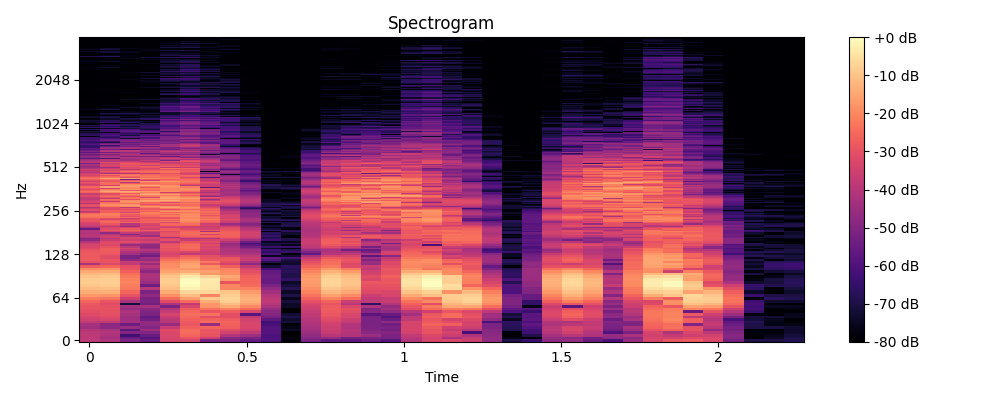 Spectrogram
Hz
2048
1024
512
256
128
64
0
0
0.5
1
1.5
2
Time
+0 dB
-10 dB
-20 dB
-30 dB
-40 dB
-50 dB
-60 dB
-70 dB
-80 dB